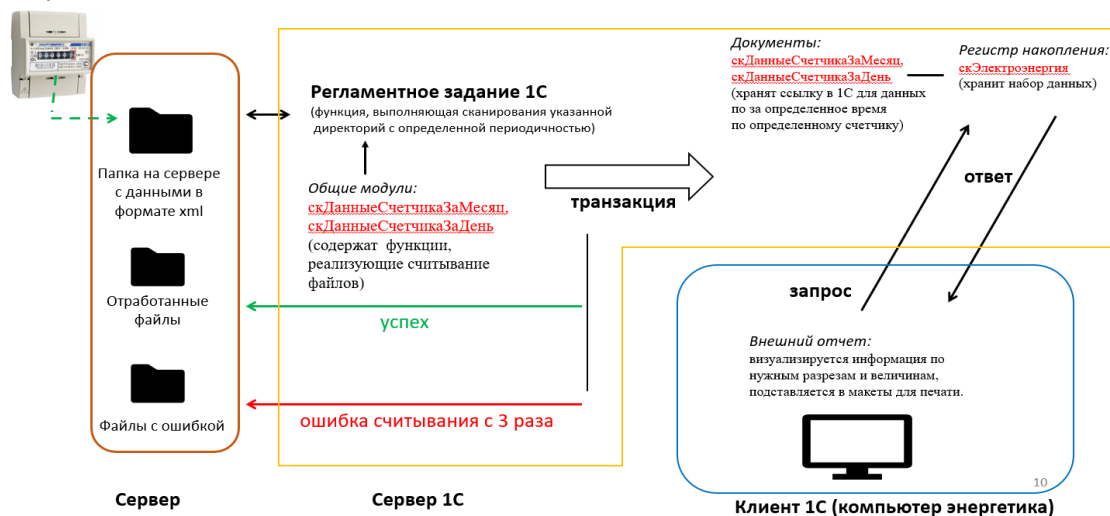 Папка на сервере
с данными в
формате xml
Отработанные
файлы
Файлы с ошибкой
Сервер
Регламентное задание 1С
(функция, выполняющая сканирования указанной
директорий с определенной периодичностью)
Общие модули:
скДанныеСчетчикаЗаМесяц,
скДанныеСчетчикаЗаДень
(содержат функции,
реализующие считывание
файлов)
транзакция
успех
ошибка считывания с 3 раза
Сервер 1С
Документы:
скДанныеСчетчикаЗаМесяц,
скДанныеСчетчикаЗаДень
(хранят ссылку в 1С для данных
по за определенное время
по определенному счетчику)
Регистр накопления:
скЭлектроэнергия
(хранит набор данных)
ответ
запрос
Внешний отчет:
визуализируется информация по
нужным разрезам и величинам,
подставляется в макеты для печати.
10
Клиент 1С (компьютер энергетика)